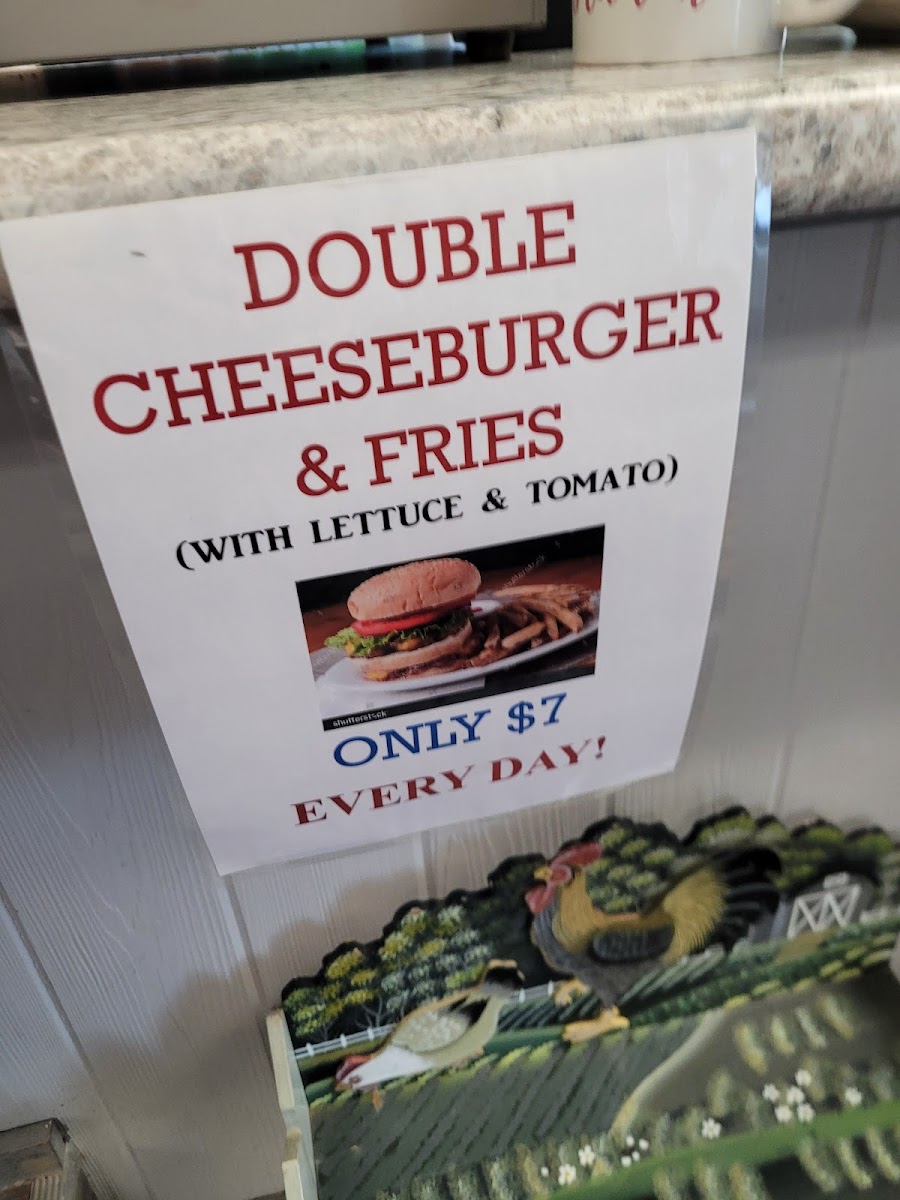 DOUBLE
CHEESEBURGER
& FRIES
(WITH LETTUCE & TOMATO)
shutterstock
ONLY $7
EVERY DAY!